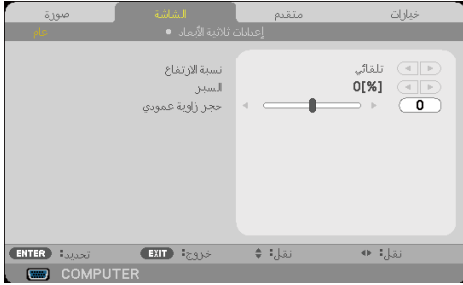 صورة الشاشة متقدم خيارات
عام ● إعدادات ثلاثية الأبعاد
نسبة الارتفاع تلقائي
السبر 0[%]
حجر زاوية عمودي 0
ENTER تحديد: EXIT خروج: نقل: نقل:
COMPUTER